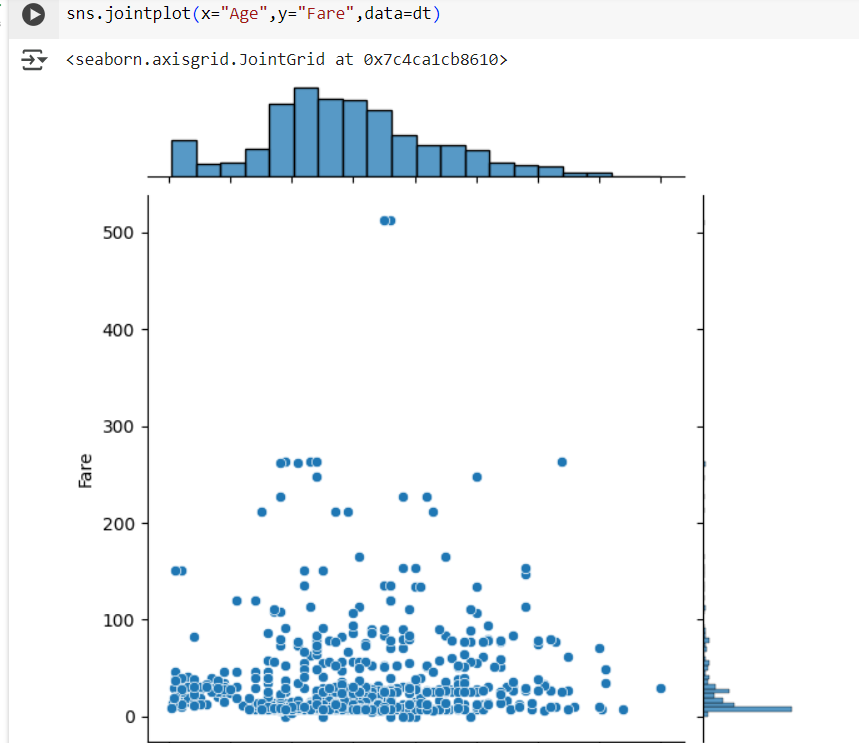 sns.jointplot(x="Age",y="Fare",data=dt)
<seaborn.axisgrid.JointGrid at 0x7c4ca1cb8610>
500
400
300
Fare
200
100
0